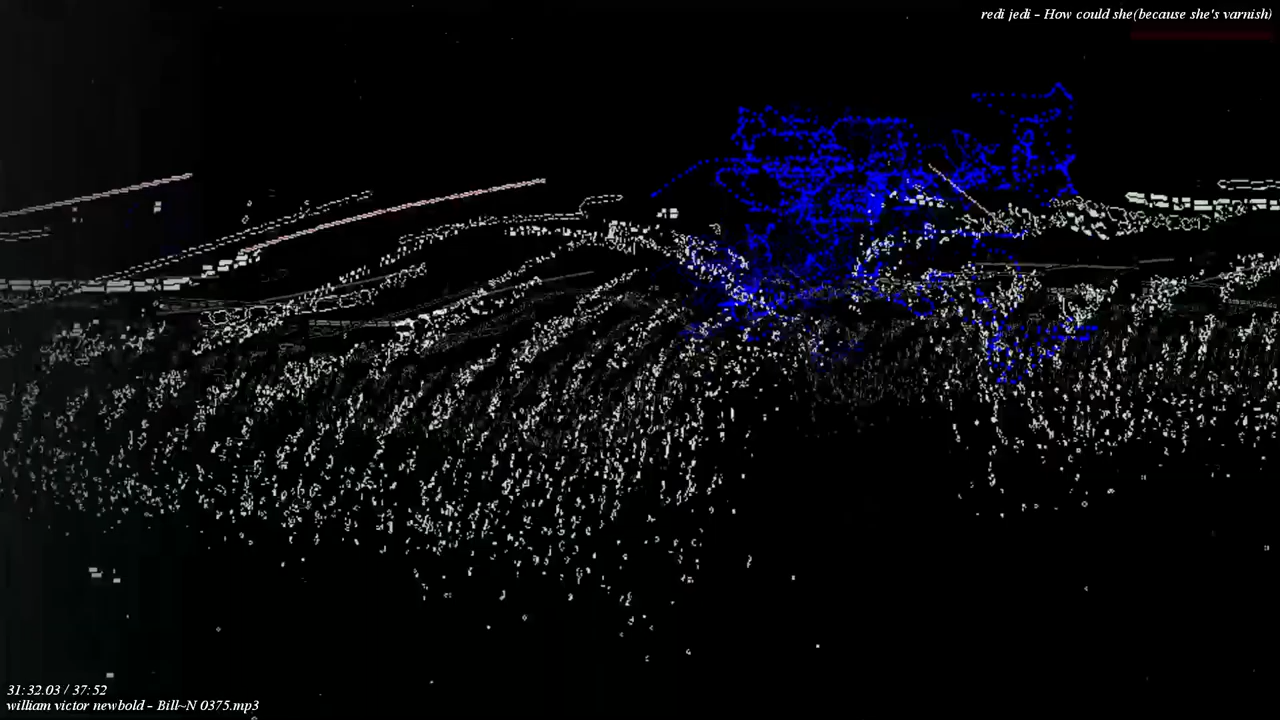 redi jedi - How could she(because she's varnish)
31:32.03 / 37:52
william victor newbold - Bill~N 0375.mp3